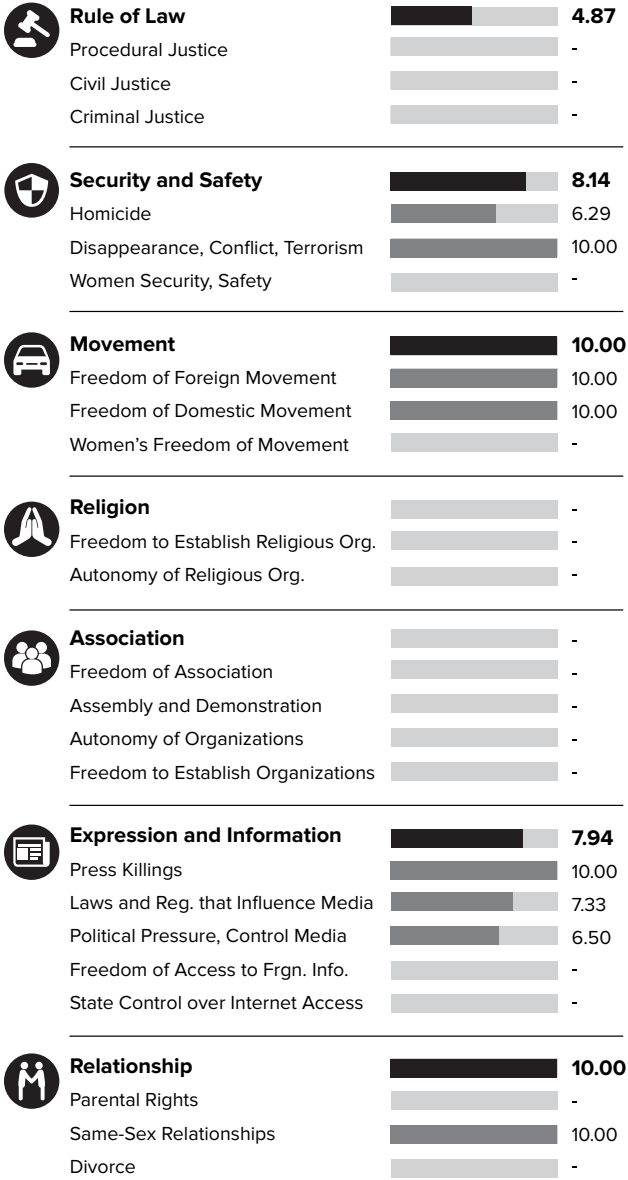 Rule of Law 4.87
Procedural Justice -
Civil Justice -
Criminal Justice -
Security and Safety 8.14
Homicide 6.29
Disappearance, Conflict, Terrorism 10.00
Women Security, Safety -
Movement 10.00
Freedom of Foreign Movement 10.00
Freedom of Domestic Movement 10.00
Women's Freedom of Movement -
Religion -
Freedom to Establish Religious Org. -
Autonomy of Religious Org. -
Association -
Freedom of Association -
Assembly and Demonstration -
Autonomy of Organizations -
Freedom to Establish Organizations -
Expression and Information 7.94
Press Killings 10.00
Laws and Reg. that Influence Media 7.33
Political Pressure, Control Media 6.50
Freedom of Access to Frgn. Info. -
State Control over Internet Access -
Relationship 10.00
Parental Rights -
Same-Sex Relationships 10.00
Divorce -